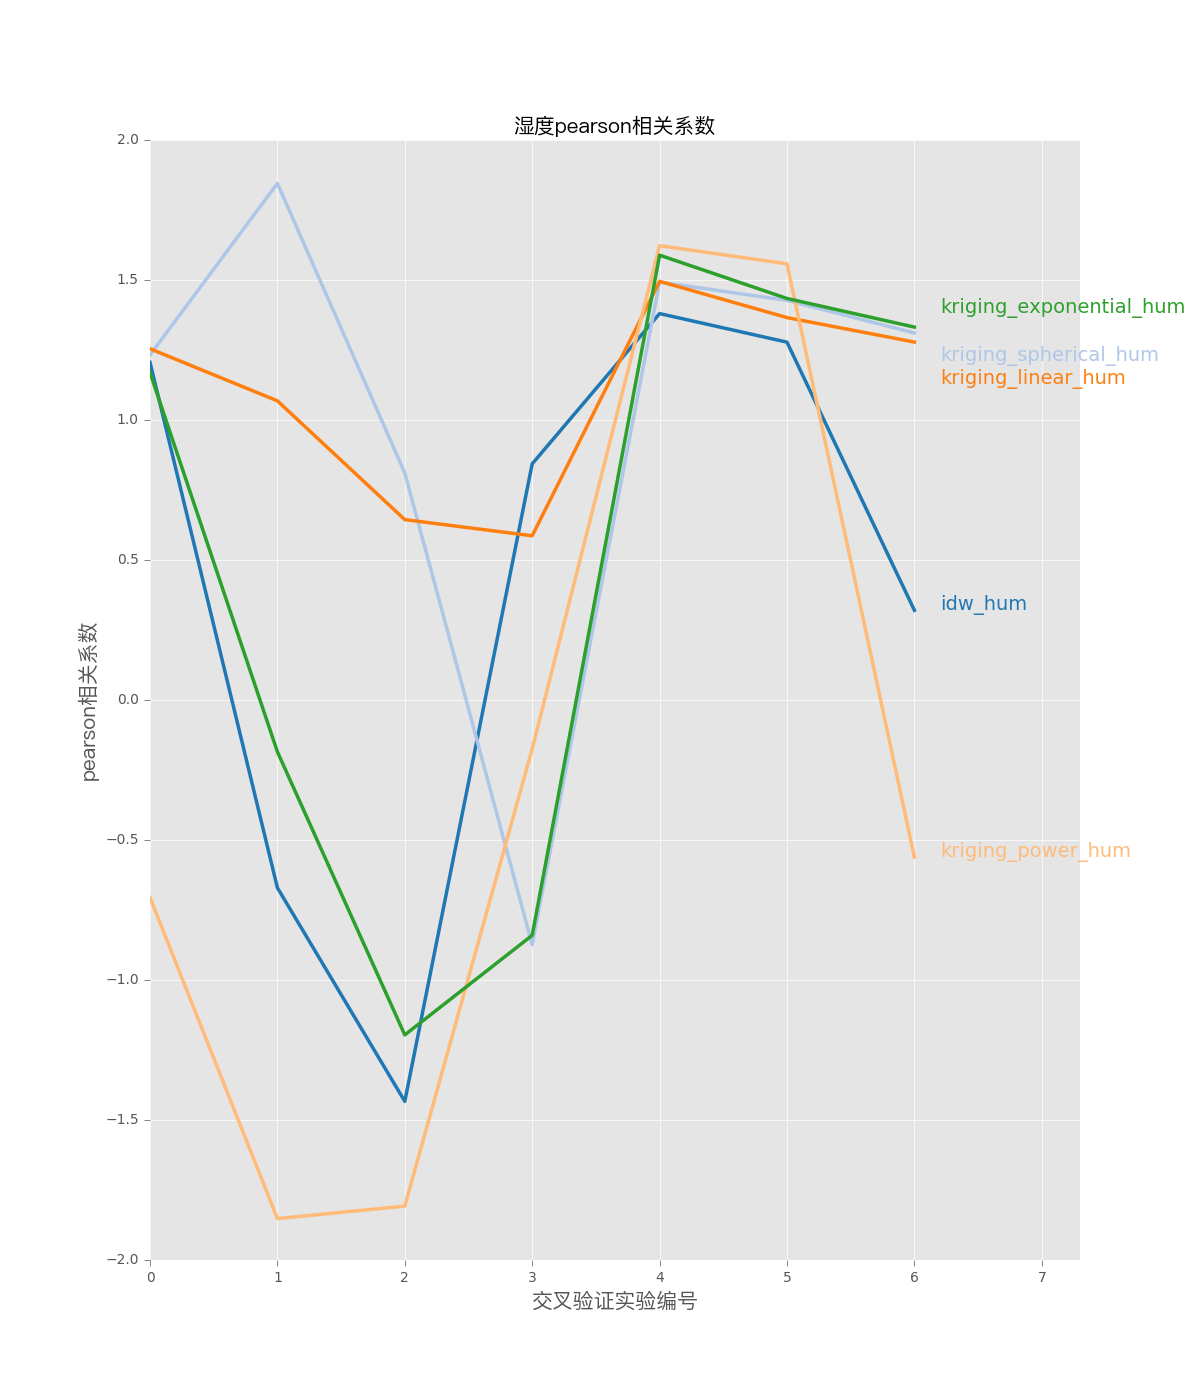 湿度pearson相关系数
2.0
1.5
1.0
0.5
0.0
−0.5
−1.0
−1.5
−2.0
pearson相关系数
kriging_exponential_hum
kriging_spherical_hum
kriging_linear_hum
idw_hum
kriging_power_hum
0 1 2 3 4 5 6 7
交叉验证实验编号